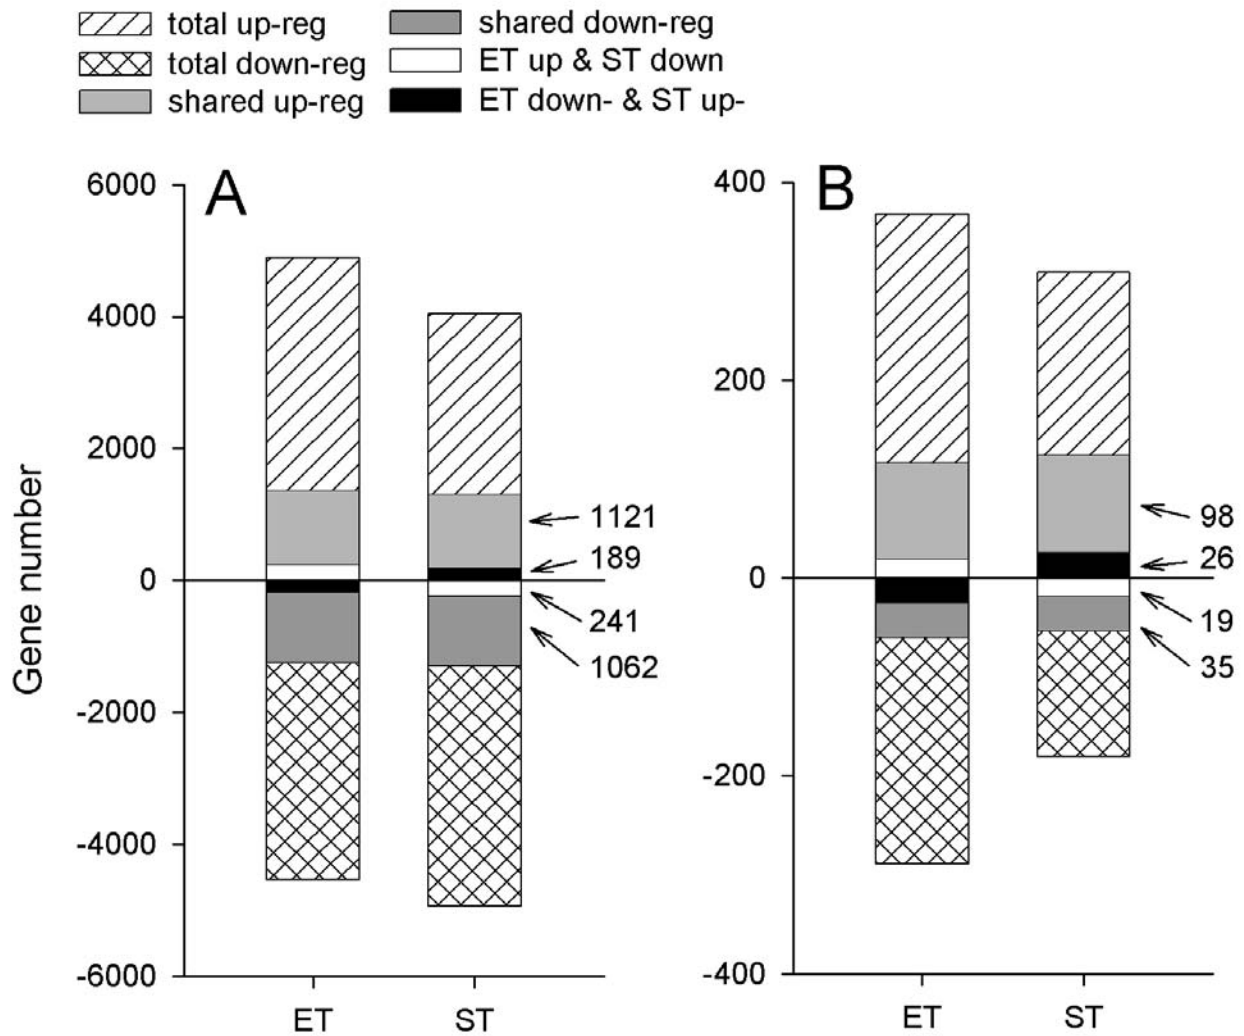 total up-reg
total down-reg
shared up-reg
shared down-reg
ET up & ST down
ET down- & ST up-
Gene number
A
6000
4000
2000
0
-2000
-4000
-6000
1121
189
241
1062
ET
ST
B
400
200
0
-200
-400
98
26
19
35
ET
ST